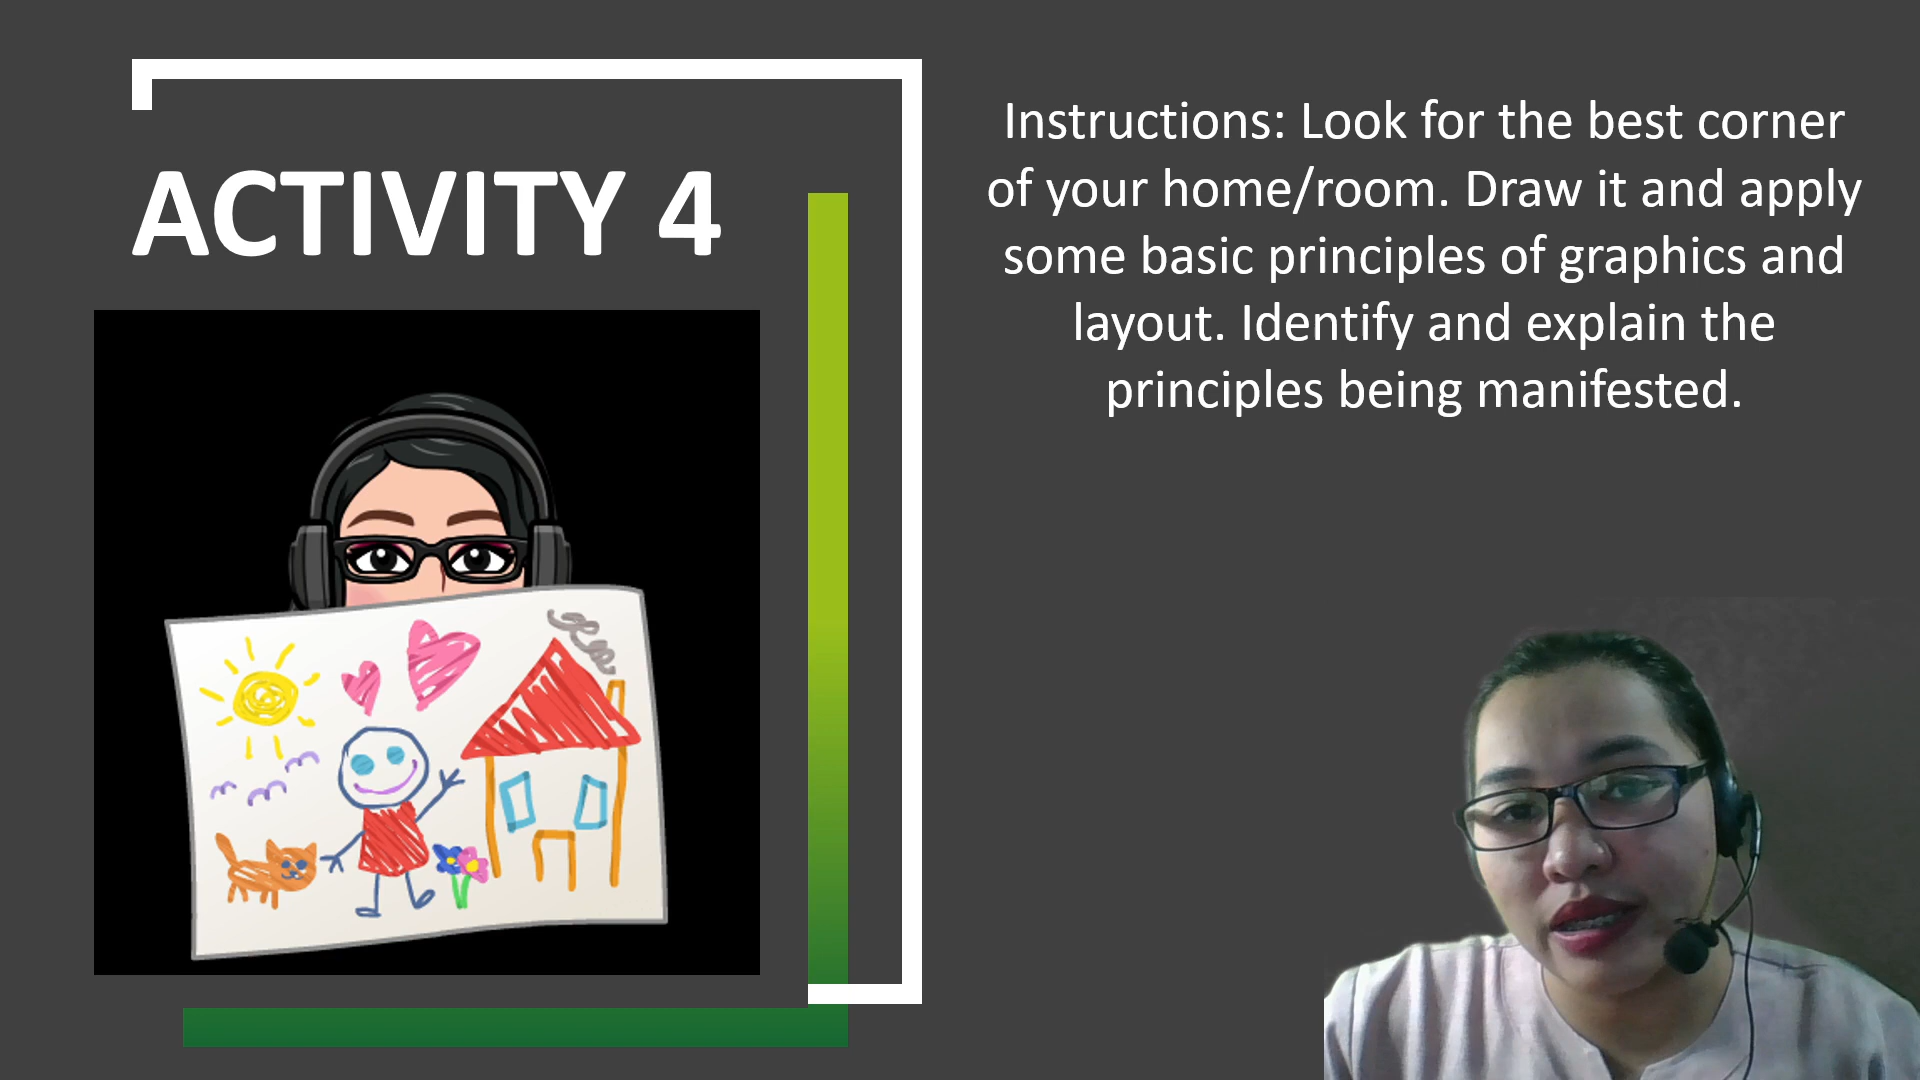 ACTIVITY 4
Instructions: Look for the best corner
of your home/room. Draw it and apply
some basic principles of graphics and
layout. Identify and explain the
principles being manifested.